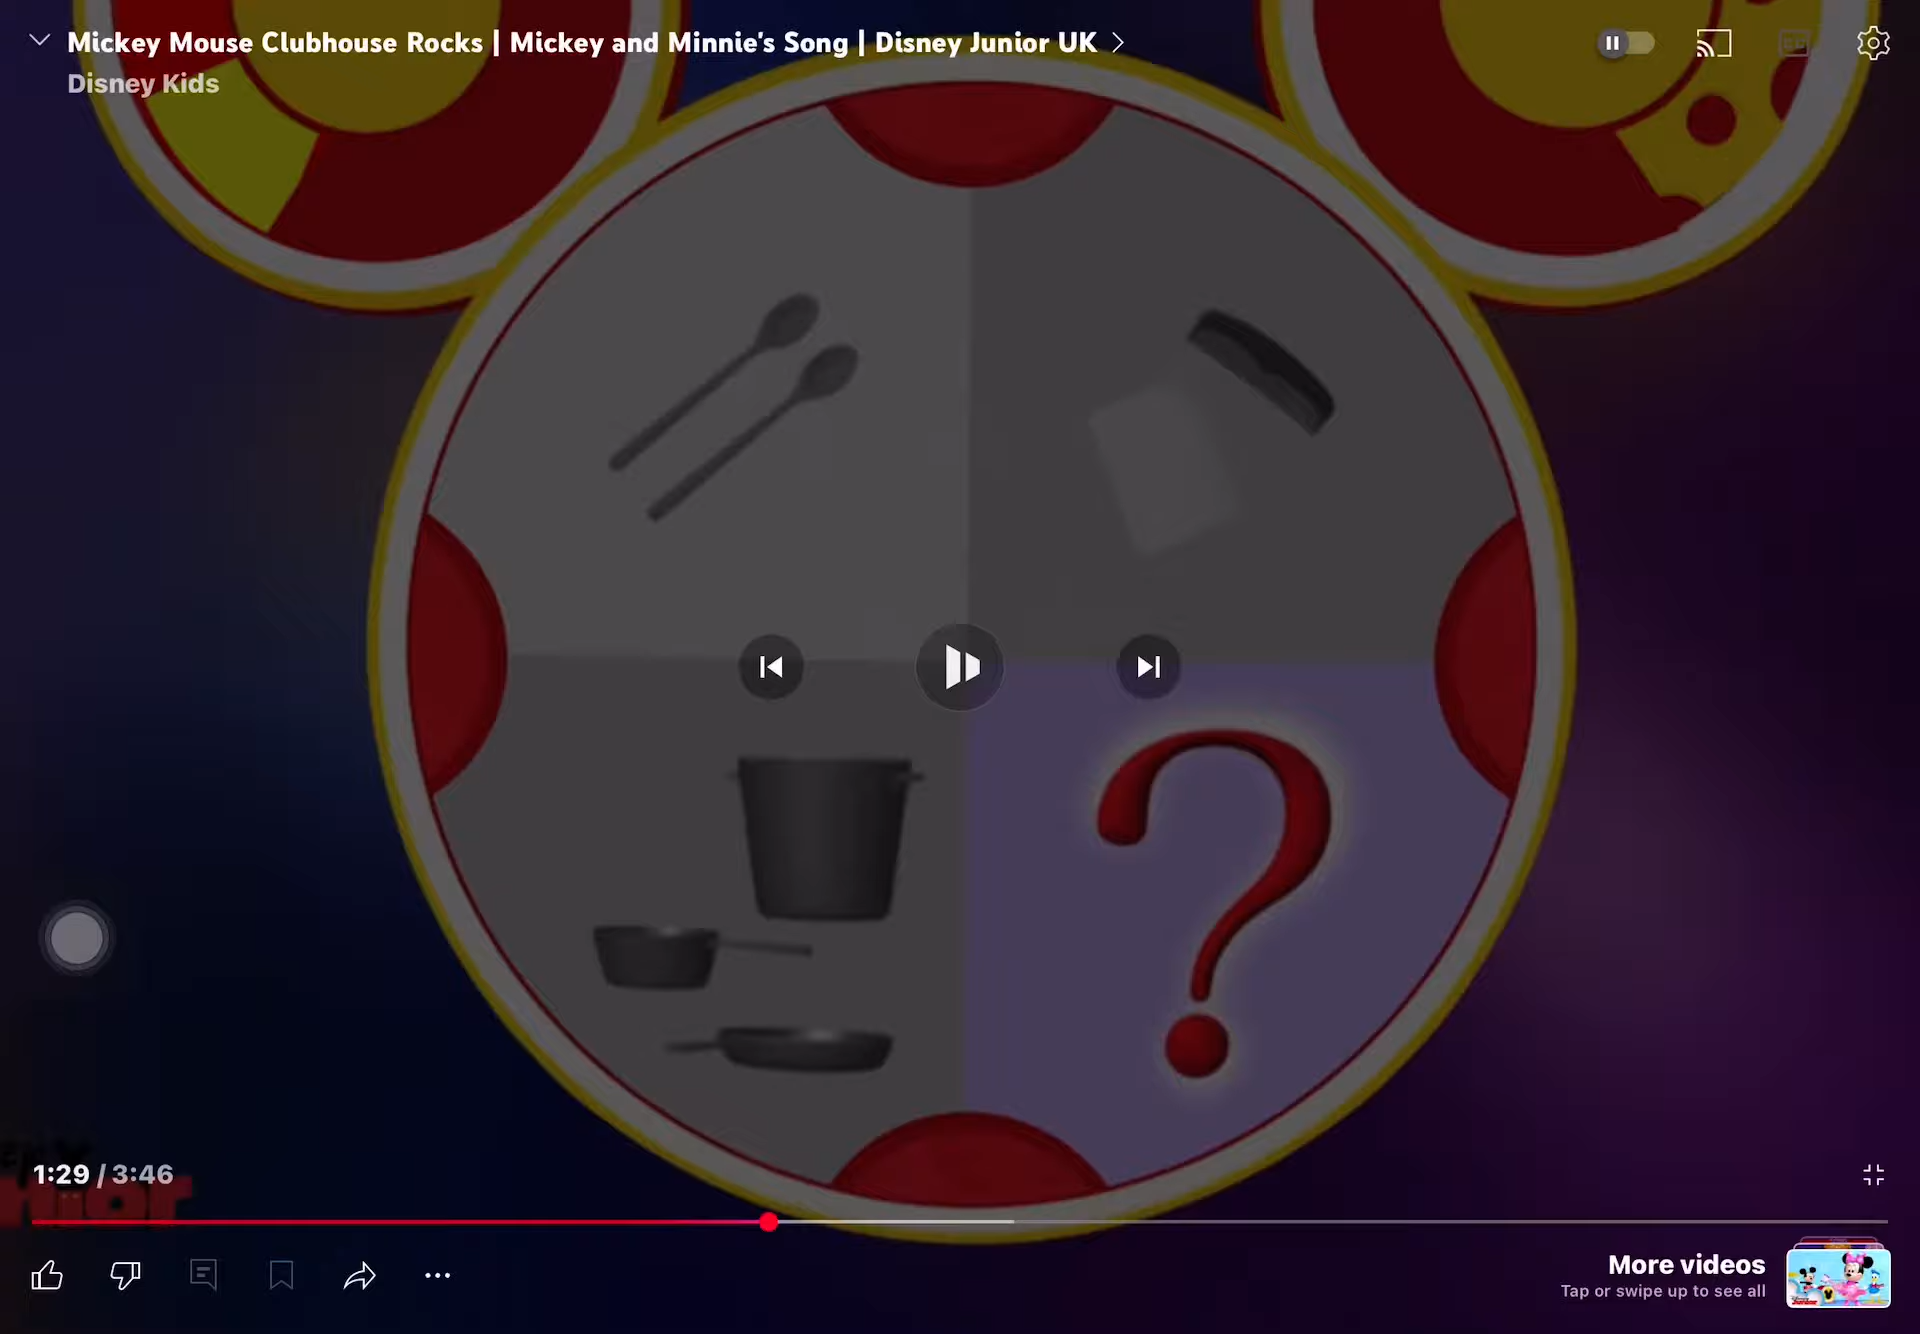 Mickey Mouse Clubhouse Rocks | Mickey and Minnie's Song | Disney Junior UK
Disney Kids
?
1:29 / 3:46
More videos
Tap or swipe up to see all